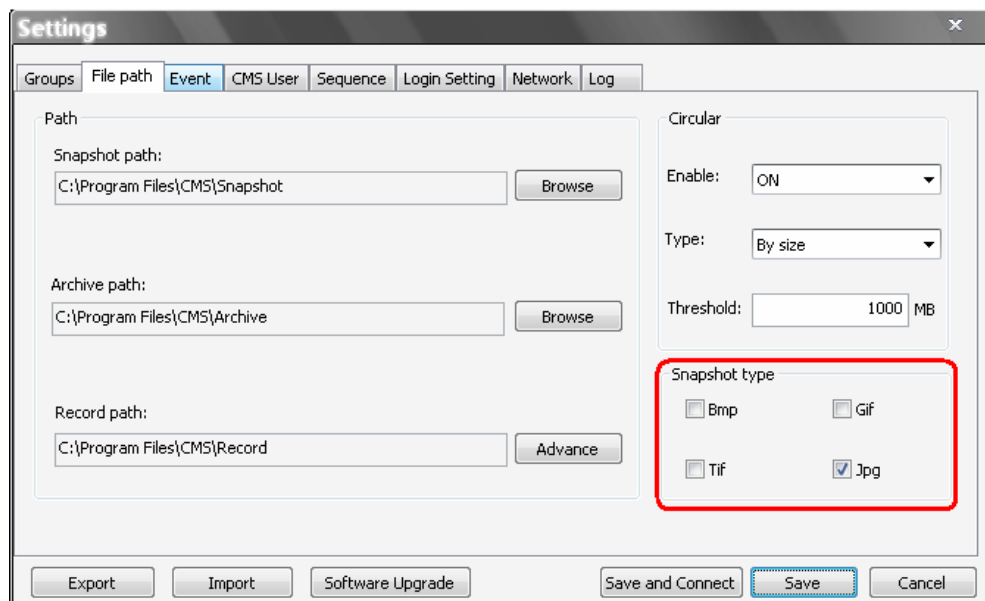 Settings
Groups File path Event CMS User Sequence Login Setting Network Log
Path
Snapshot path:
C:\Program Files\CMS\Snapshot Browse
Archive path:
C:\Program Files\CMS\Archive Browse
Record path:
C:\Program Files\CMS\Record Advance
Circular
Enable: ON
Type: By size
Threshold: 1000 MB
Snapshot type
Bmp Gif
Tif Jpg
Export Import Software Upgrade Save and Connect Save Cancel